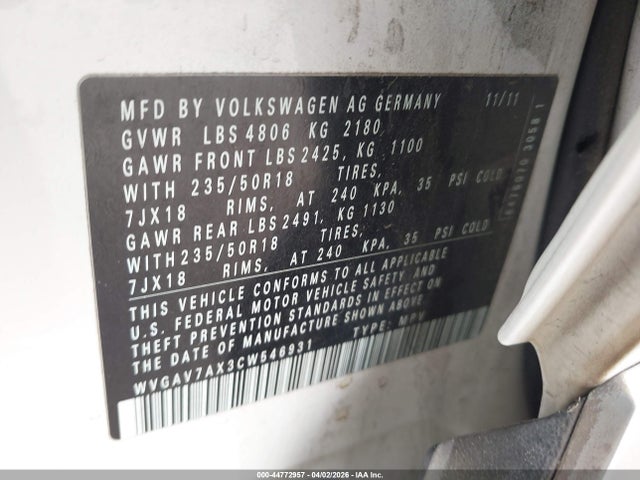 MFD BY VOLKSWAGEN AG GERMANY 11/11
GVWR LBS 4806 KG 2180
GAWR FRONT LBS 2425, KG 1100
WITH 235/50R18 TIRES,
7JX18 RIMS, AT 240 KPA, 35 PSI COLD
GAWR REAR LBS 2491, KG 1130
WITH 235/50R18 TIRES,
7JX18 RIMS, AT 240 KPA, 35 PSI COLD
THIS VEHICLE CONFORMS TO ALL APPLICABLE
U.S. FEDERAL MOTOR VEHICLE SAFETY AND
THEFT PREVENTION STANDARDS IN EFFECT ON
THE DATE OF MANUFACTURE SHOWN ABOVE.
WVGAV7AX3CW546931 TYPE: MPV
3058 1
000-44772957 04/02/2026 IAA Inc.